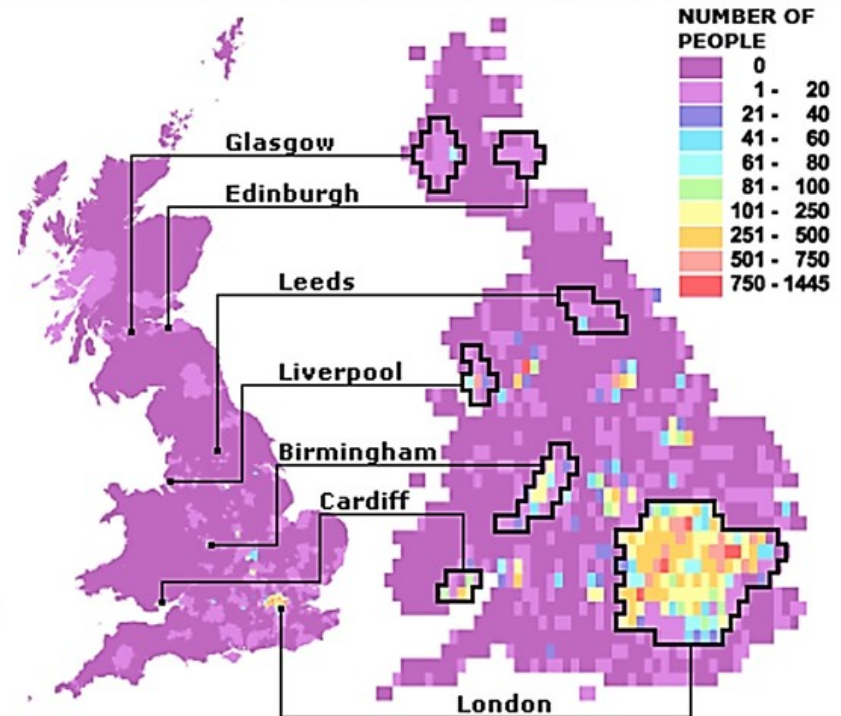 NUMBER OF
PEOPLE
0
1 - 20
21 - 40
41 - 60
61 - 80
81 - 100
101 - 250
251 - 500
501 - 750
750 - 1445
Glasgow
Edinburgh
Leeds
Liverpool
Birmingham
Cardiff
London